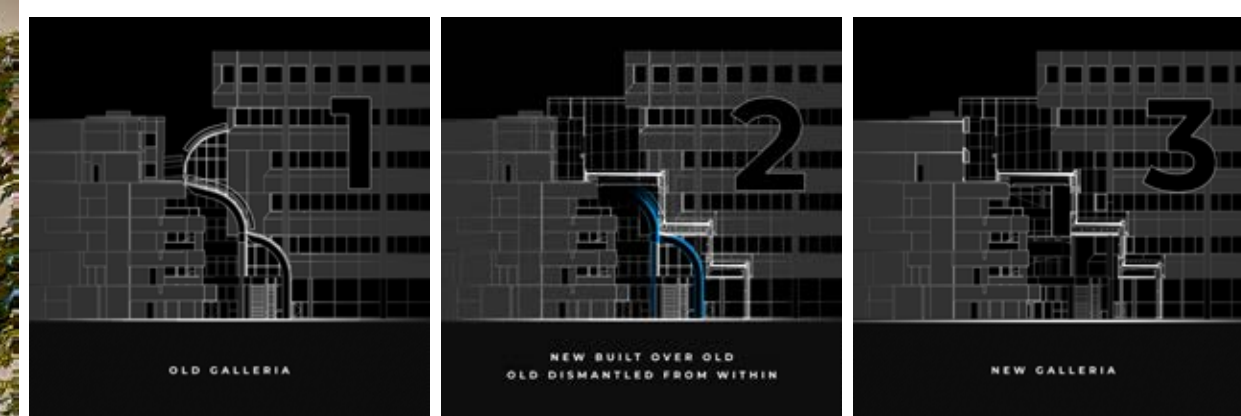 1
OLD GALLERIA
2
NEW BUILT OVER OLD
OLD DISMANTLED FROM WITHIN
3
NEW GALLERIA